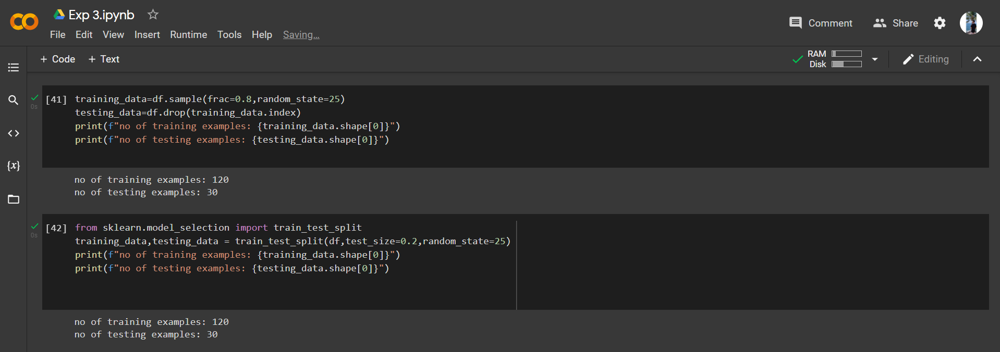 Exp 3.ipynb
File Edit View Insert Runtime Tools Help Saving...
Comment Share
+ Code + Text
RAM
Disk
Editing
[41] training_data=df.sample(frac=0.8,random_state=25)
0s
testing_data=df.drop(training_data.index)
print(f"no of training examples: {training_data.shape[0]}")
print(f"no of testing examples: {testing_data.shape[0]}")
{x}
no of training examples: 120
no of testing examples: 30
[42] from sklearn.model_selection import train_test_split
0s
training_data,testing_data = train_test_split(df,test_size=0.2,random_state=25)
print(f"no of training examples: {training_data.shape[0]}")
print(f"no of testing examples: {testing_data.shape[0]}")
no of training examples: 120
no of testing examples: 30